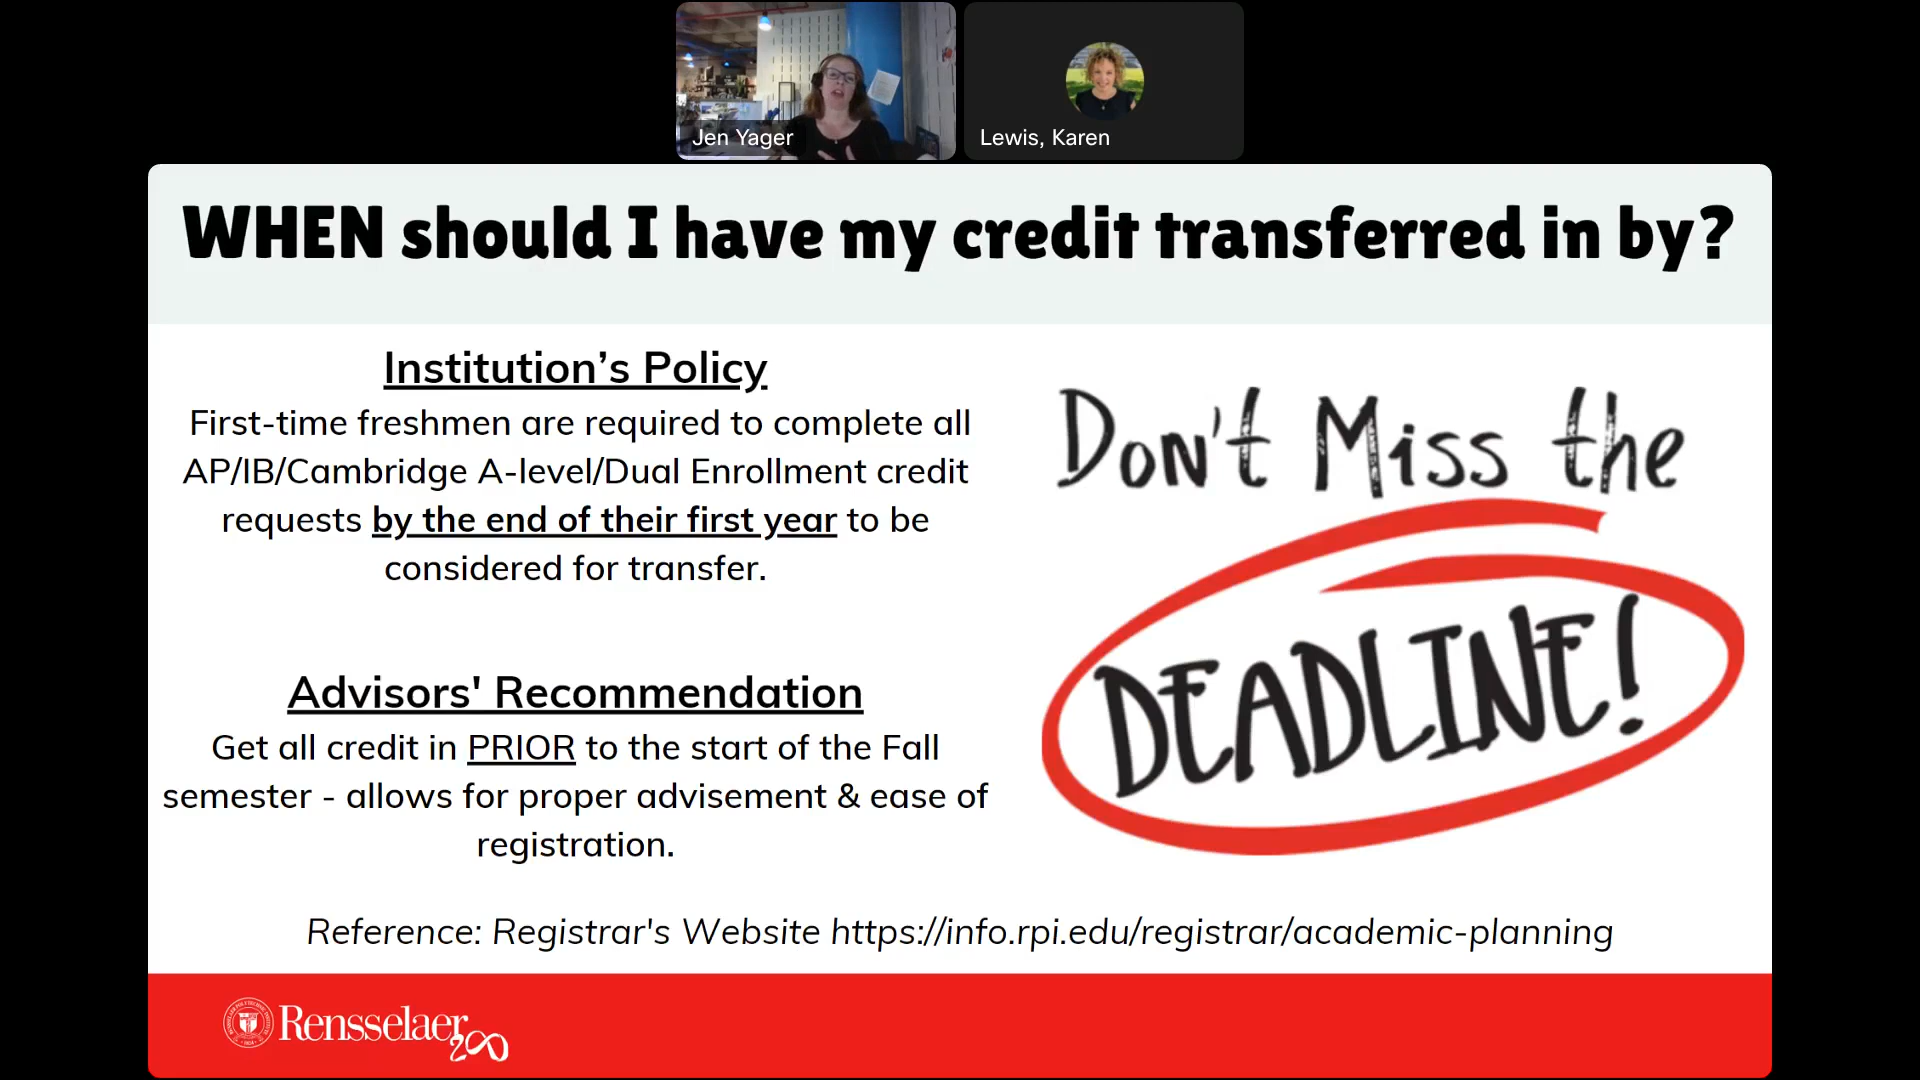 Jen Yager
Lewis, Karen
WHEN should I have my credit transferred in by?
Institution's Policy
First-time freshmen are required to complete all
AP/IB/Cambridge A-level/Dual Enrollment credit
requests by the end of their first year to be
considered for transfer.
Don't Miss the
DEADLINE!
Advisors' Recommendation
Get all credit in PRIOR to the start of the Fall
semester - allows for proper advisement & ease of
registration.
Reference: Registrar's Website https://info.rpi.edu/registrar/academic-planning
Rensselaer
200